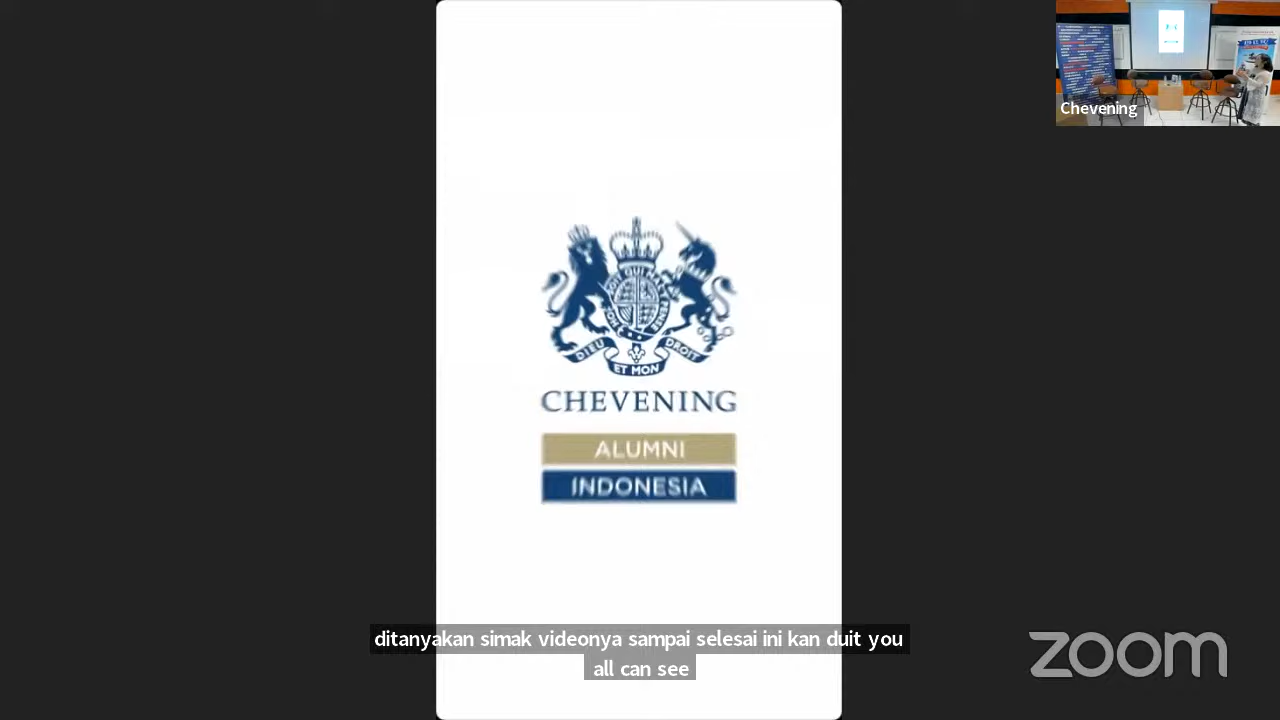 Chevening
DIEU ET MON DROIT
CHEVENING
ALUMNI
INDONESIA
ditanyakan simak videonya sampai selesai ini kan duit you
all can see
zoom